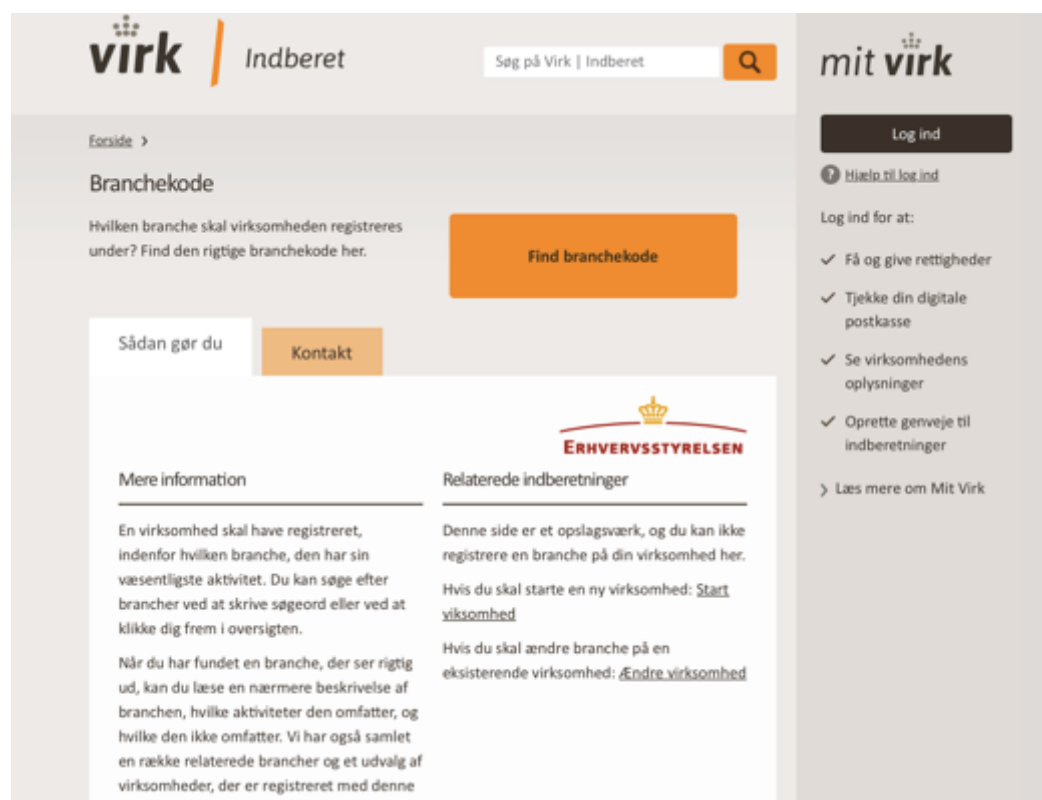 virk
Indberet
Søg på Virk | Indberet
mit virk
Log ind
? Hjælp til log ind
Log ind for at:
Få og give rettigheder
Tjekke din digitale
postkasse
Se virksomhedens
oplysninger
Oprette genveje til
indberetninger
Læs mere om Mit Virk
Forside
Branchekode
Hvilken branche skal virksomheden registreres
under? Find den rigtige branchekode her.
Find branchekode
Sådan gør du
Kontakt
ERHVERVSSTYRELSEN
Mere information
En virksomhed skal have registreret,
indenfor hvilken branche, den har sin
væsentligste aktivitet. Du kan søge efter
brancher ved at skrive søgeord eller ved at
klikke dig frem i oversigten.
Når du har fundet en branche, der ser rigtig
ud, kan du læse en nærmere beskrivelse af
branchen, hvilke aktiviteter den omfatter, og
hvilke den ikke omfatter. Vi har også samlet
en række relaterede brancher og et udvalg af
virksomheder, der er registreret med denne
Relaterede indberetninger
Denne side er et opslagsværk, og du kan ikke
registrere en branche på din virksomhed her.
Hvis du skal starte en ny virksomhed: Start
viksomhed
Hvis du skal ændre branche på en
eksisterende virksomhed: Ændre virksomhed